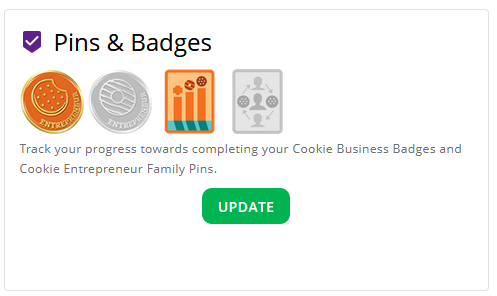 Pins & Badges
ENTREPRENEUR
ENTREPRENEUR
Track your progress towards completing your Cookie Business Badges and
Cookie Entrepreneur Family Pins.
UPDATE